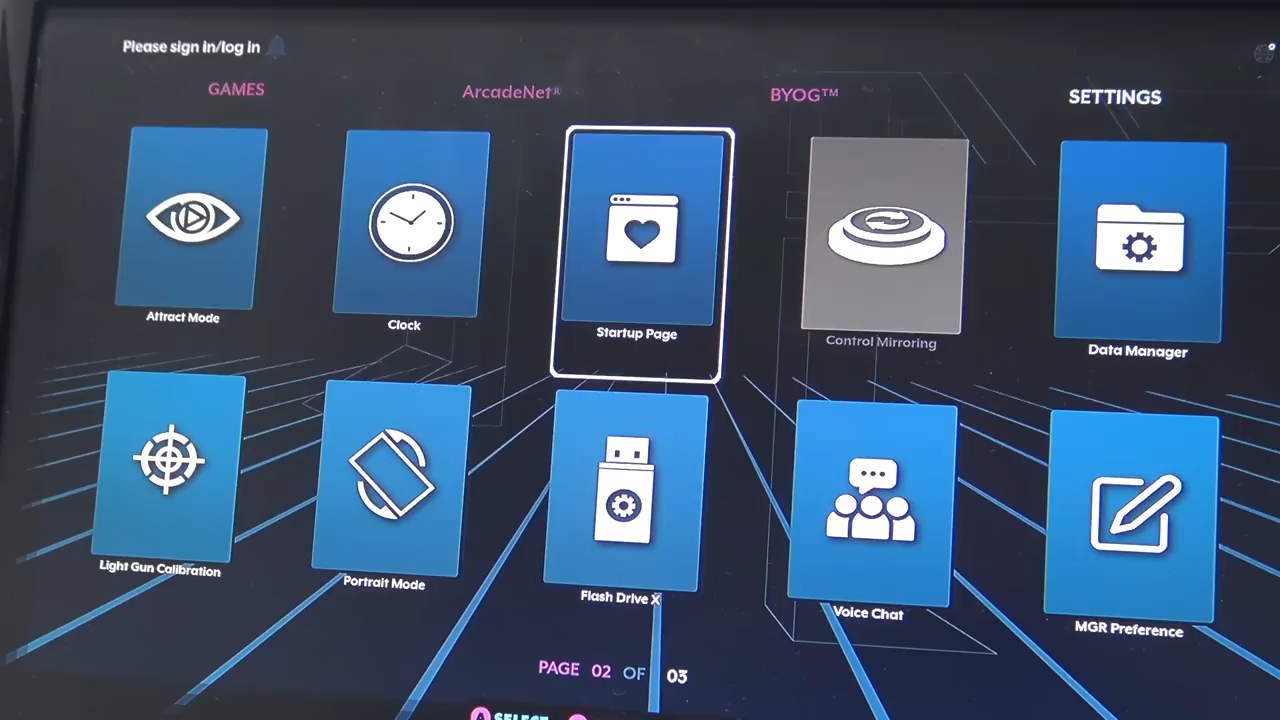 Please sign in/log in
GAMES ArcadeNet® BYOG™ SETTINGS
Attract Mode Clock Startup Page Control Mirroring Data Manager
Light Gun Calibration Portrait Mode Flash Drive X Voice Chat MGR Preference
PAGE 02 OF 03
A SELECT